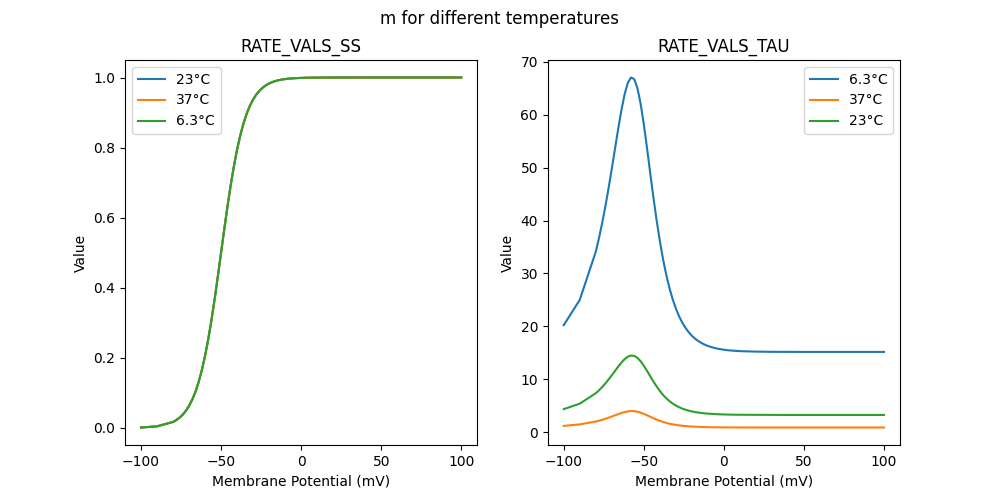 m for different temperatures
RATE_VALS_SS
23°C
37°C
6.3°C
1.0
0.8
0.6
0.4
0.2
0.0
Value
−100
−50
0
50
100
Membrane Potential (mV)
RATE_VALS_TAU
6.3°C
37°C
23°C
70
60
50
40
30
20
10
0
Value
−100
−50
0
50
100
Membrane Potential (mV)